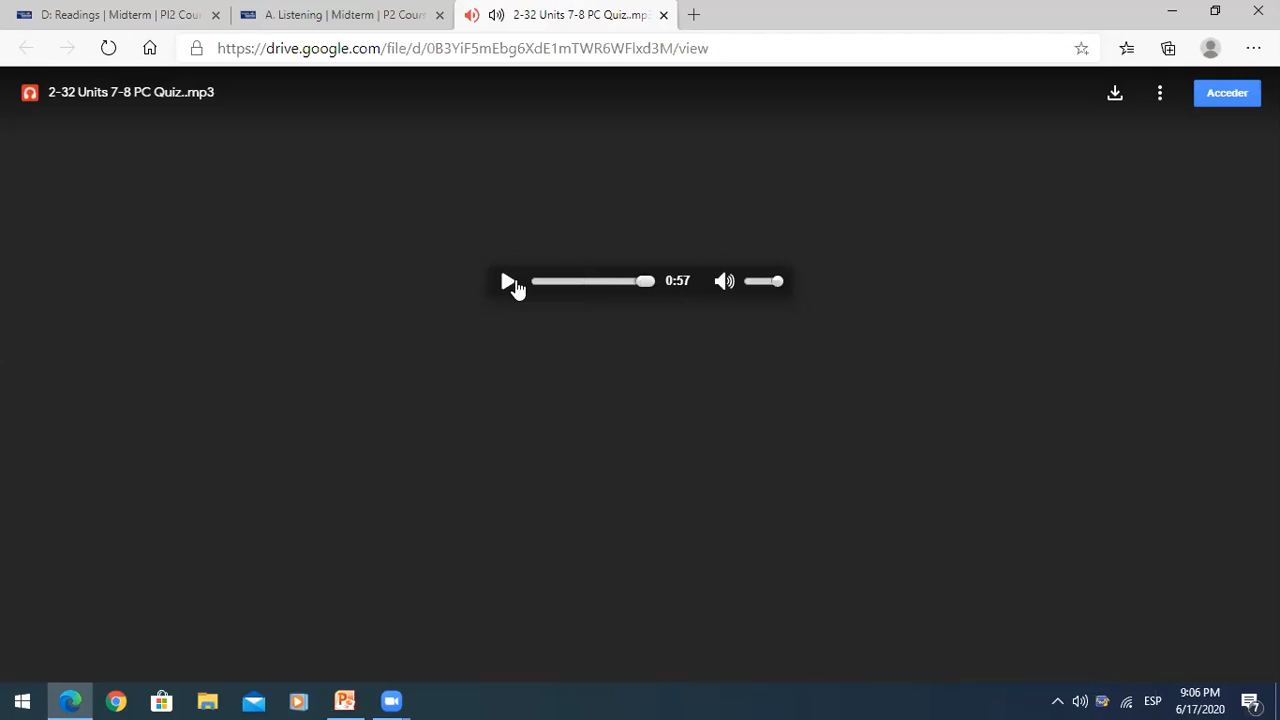 D: Readings | Midterm | PI2 Cou
A. Listening | Midterm | P2 Cours
2-32 Units 7-8 PC Quiz..mp3
https://drive.google.com/file/d/0B3YiF5mEbg6XdE1mTWR6WFlxd3M/view
2-32 Units 7-8 PC Quiz..mp3
Acceder
0:57
ESP
9:06 PM
6/17/2020
7